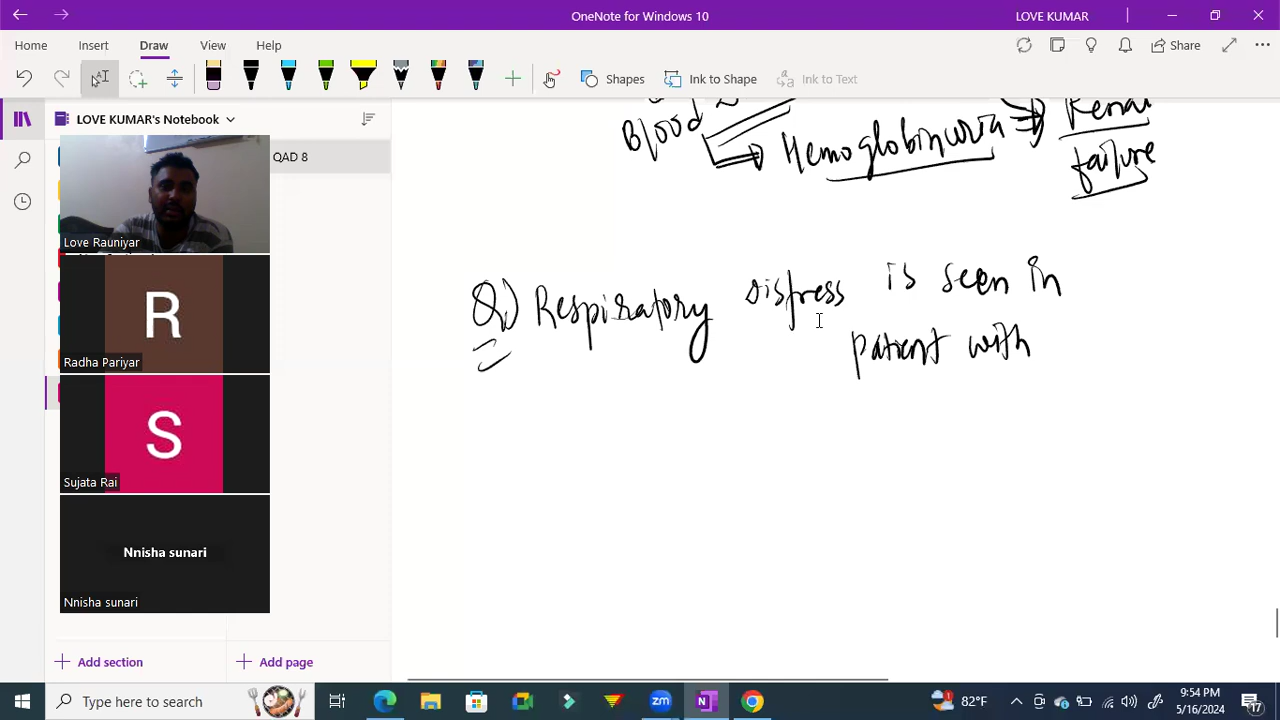 OneNote for Windows 10
LOVE KUMAR
Home
Insert
Draw
View
Help
Share
Shapes
Ink to Shape
Ink to Text
LOVE KUMAR's Notebook
QAD 8
Love Rauniyar
R
Radha Pariyar
S
Sujata Rai
Nnisha sunari
Nnisha sunari
Blood
Hemoglobinuria
Renal
failure
Q.) Respiratory Distress is seen in
patient with
Add section
Add page
Type here to search
82°F
9:54 PM
5/16/2024
17